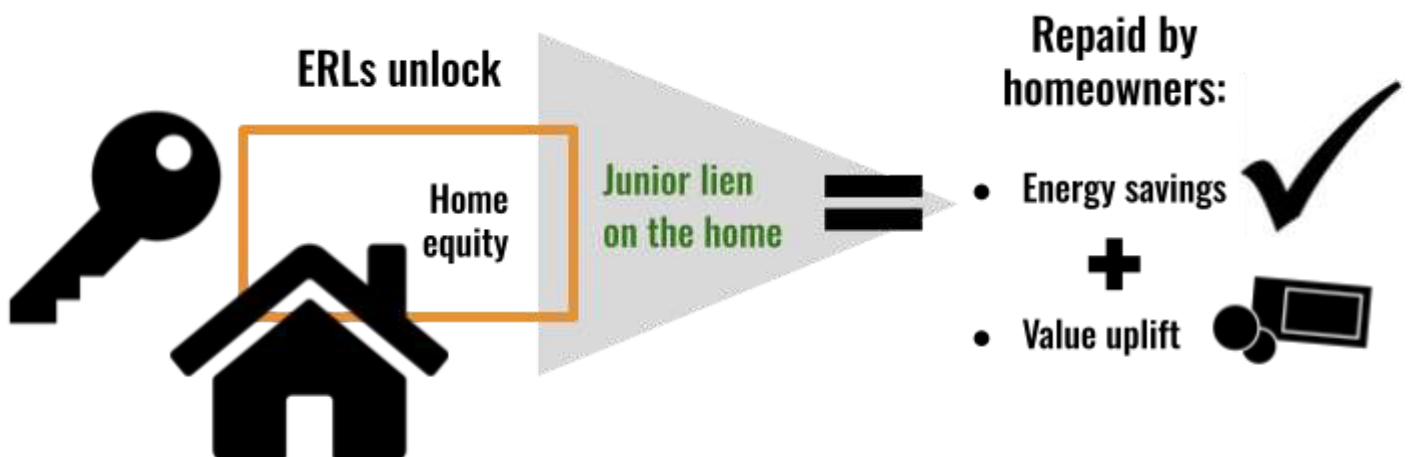 ERLs unlock
Home
equity
Junior lien
on the home
Repaid by
homeowners:
• Energy savings
• Value uplift